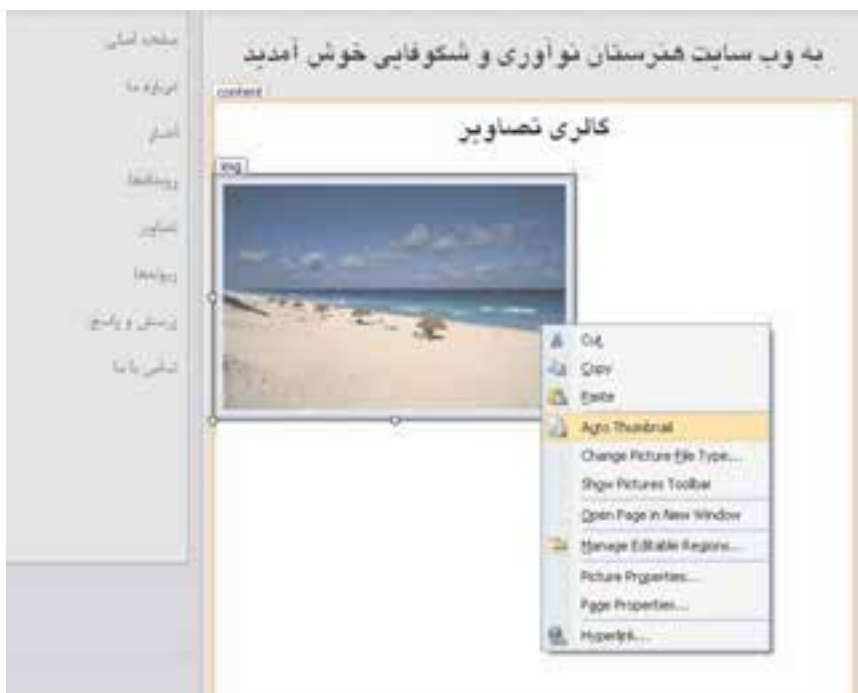 به وب سایت هنرستان نوآوری و شکوفایی خوش آمدید
صفحه اصلی
درباره ما
اخبار
رویدادها
تصاویر
پیوندها
پرسش و پاسخ
تماس با ما
content
گالری تصاویر
img
Cut
Copy
Paste
Auto Thumbnail
Change Picture File Type...
Show Pictures Toolbar
Open Page in New Window
Manage Editable Regions...
Picture Properties...
Page Properties...
Hyperlink...